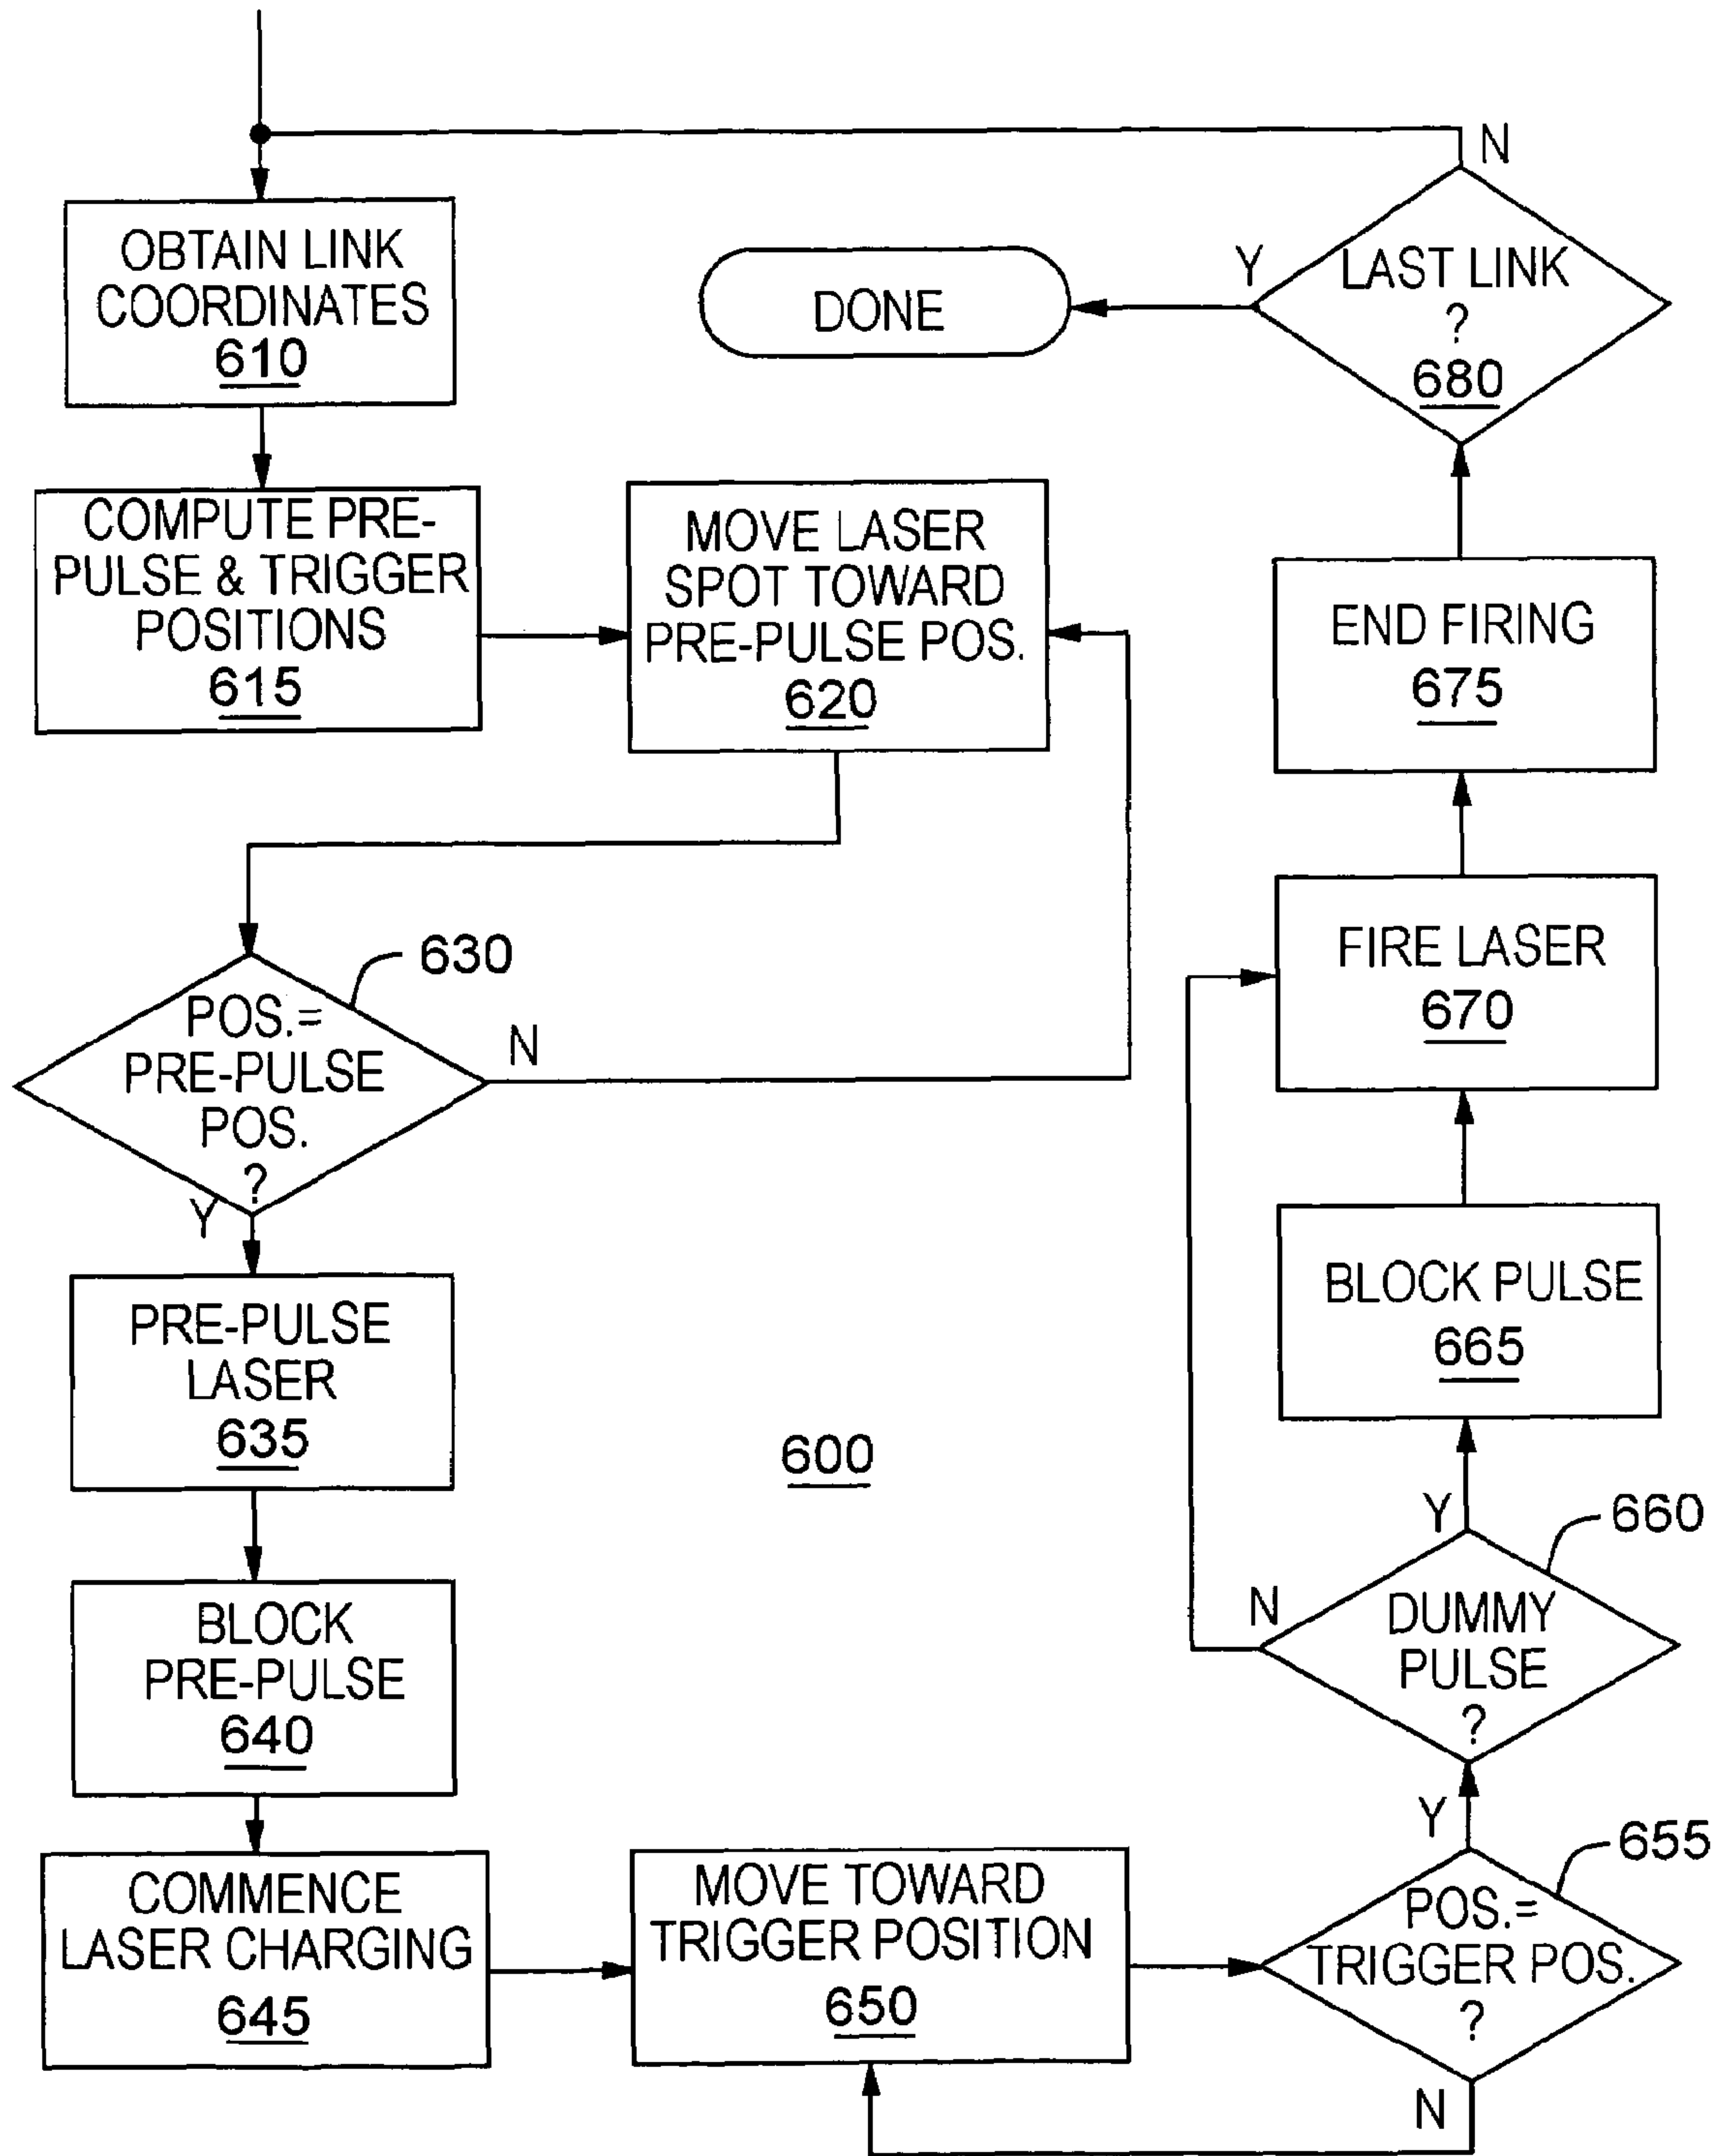 OBTAIN LINK
COORDINATES
610
COMPUTE PRE-
PULSE & TRIGGER
POSITIONS
615
MOVE LASER
SPOT TOWARD
PRE-PULSE POS.
620
630
POS.=
PRE-PULSE
POS.
?
N
Y
PRE-PULSE
LASER
635
BLOCK
PRE-PULSE
640
COMMENCE
LASER CHARGING
645
MOVE TOWARD
TRIGGER POSITION
650
655
POS.=
TRIGGER POS.
?
N
Y
660
DUMMY
PULSE
?
N
Y
BLOCK PULSE
665
FIRE LASER
670
END FIRING
675
LAST LINK
?
680
N
Y
DONE
600